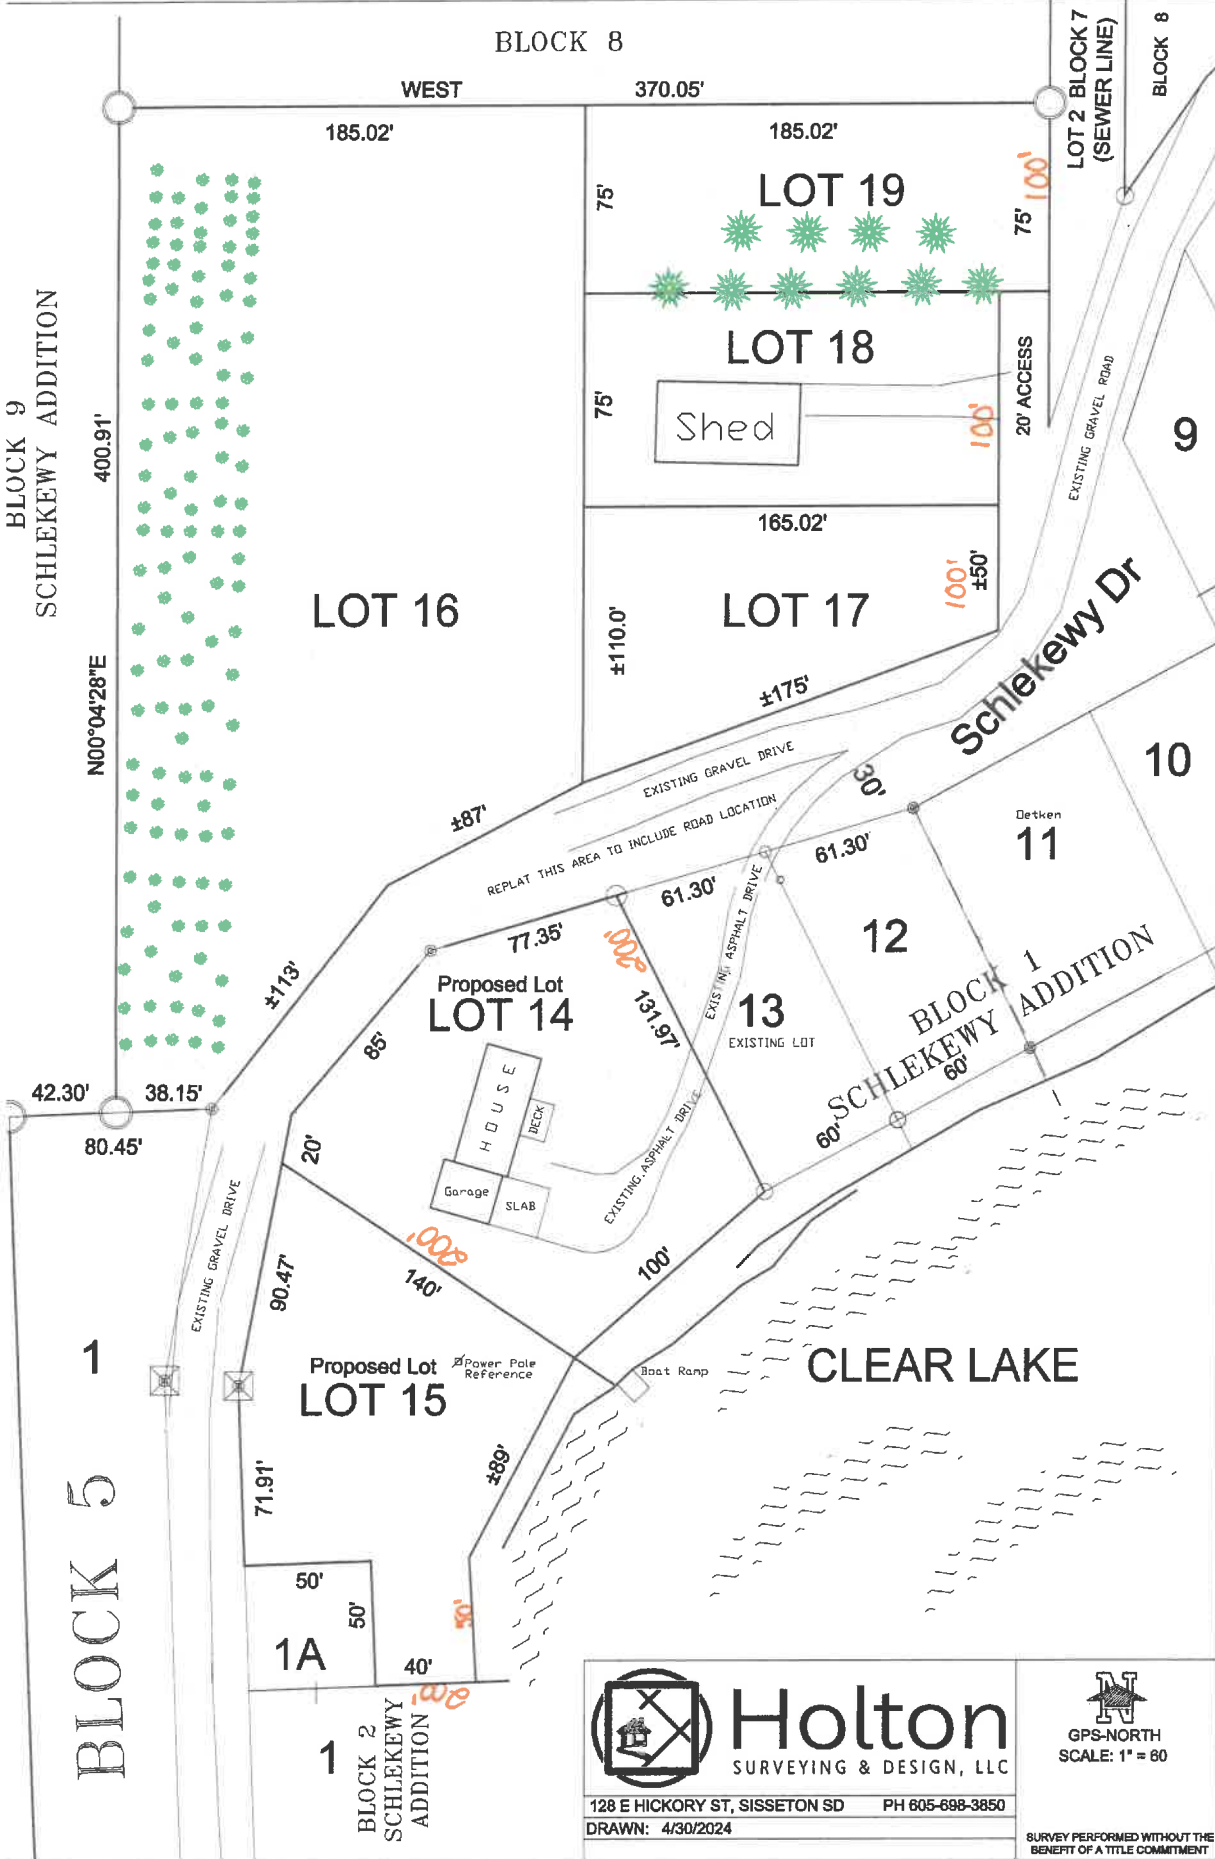 BLOCK 8
WEST 370.05'
185.02'
185.02'
LOT 2 BLOCK 7
(SEWER LINE)
BLOCK 8
LOT 19
75'
75'
100'
BLOCK 9
SCHLEKEWY ADDITION
400.91'
N00°04'28"E
LOT 18
75'
Shed
100'
20' ACCESS
EXISTING GRAVEL ROAD
9
165.02'
LOT 16
LOT 17
100'
±50'
±110.0'
±175'
Schlekewy Dr
10
EXISTING GRAVEL DRIVE
30'
±87'
REPLAT THIS AREA TO INCLUDE ROAD LOCATION
Detken
11
61.30'
61.30'
77.35'
200'
12
EXISTING ASPHALT DRIVE
±113'
Proposed Lot
LOT 14
131.97'
13
EXISTING LOT
BLOCK 1
SCHLEKEWY ADDITION
85'
60'
60'
HOUSE
DECK
42.30'
38.15'
80.45'
20'
Garage
SLAB
EXISTING ASPHALT DRIVE
200'
140'
100'
EXISTING GRAVEL DRIVE
90.47'
1
Proposed Lot
LOT 15
Power Pole
Reference
Boat Ramp
CLEAR LAKE
±89'
71.91'
BLOCK 5
50'
50'
50'
1A
40'
200'
1
BLOCK 2
SCHLEKEWY
ADDITION
Holton
SURVEYING & DESIGN, LLC
128 E HICKORY ST, SISSETON SD PH 605-698-3850
DRAWN: 4/30/2024
N
GPS-NORTH
SCALE: 1" = 60
SURVEY PERFORMED WITHOUT THE
BENEFIT OF A TITLE COMMITMENT